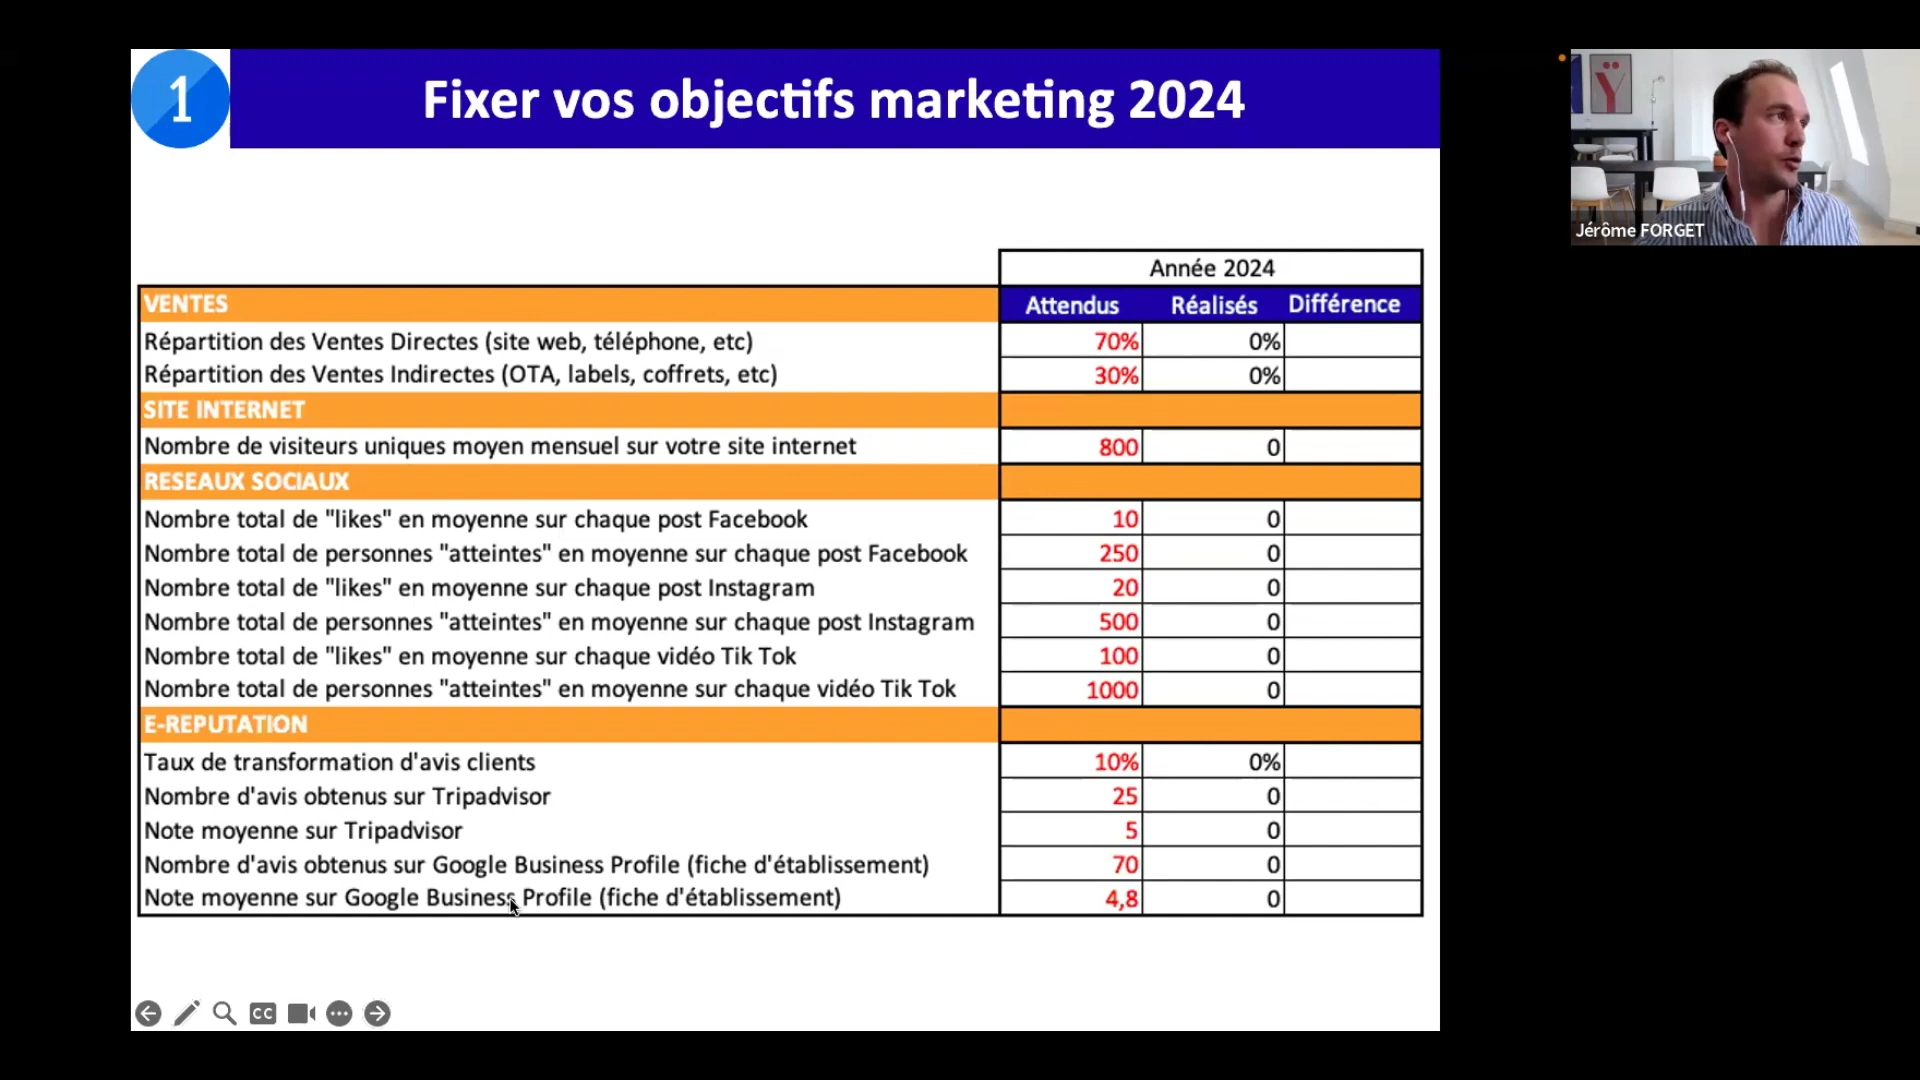 1
Fixer vos objectifs marketing 2024
Jérôme FORGET
Année 2024
VENTES Attendus Réalisés Différence
Répartition des Ventes Directes (site web, téléphone, etc) 70% 0%
Répartition des Ventes Indirectes (OTA, labels, coffrets, etc) 30% 0%
SITE INTERNET
Nombre de visiteurs uniques moyen mensuel sur votre site internet 800 0
RESEAUX SOCIAUX
Nombre total de "likes" en moyenne sur chaque post Facebook 10 0
Nombre total de personnes "atteintes" en moyenne sur chaque post Facebook 250 0
Nombre total de "likes" en moyenne sur chaque post Instagram 20 0
Nombre total de personnes "atteintes" en moyenne sur chaque post Instagram 500 0
Nombre total de "likes" en moyenne sur chaque vidéo Tik Tok 100 0
Nombre total de personnes "atteintes" en moyenne sur chaque vidéo Tik Tok 1000 0
E-REPUTATION
Taux de transformation d'avis clients 10% 0%
Nombre d'avis obtenus sur Tripadvisor 25 0
Note moyenne sur Tripadvisor 5 0
Nombre d'avis obtenus sur Google Business Profile (fiche d'établissement) 70 0
Note moyenne sur Google Business Profile (fiche d'établissement) 4,8 0
CC